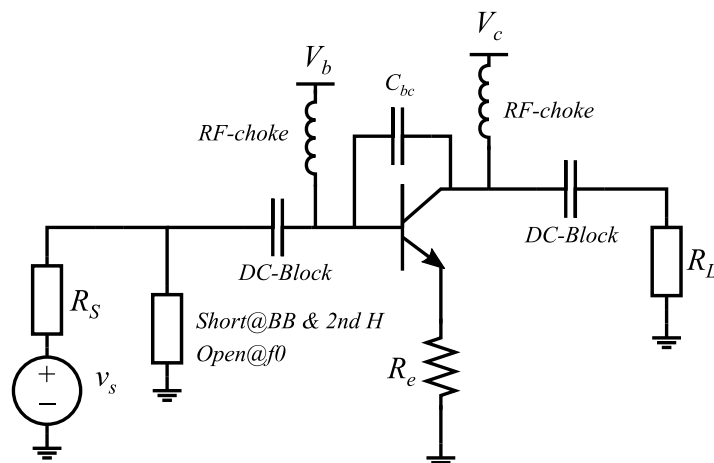 V_c
V_b
C_bc
RF-choke
RF-choke
DC-Block
DC-Block
R_L
R_S
Short@BB & 2nd H
Open@f0
v_s
+
−
R_e